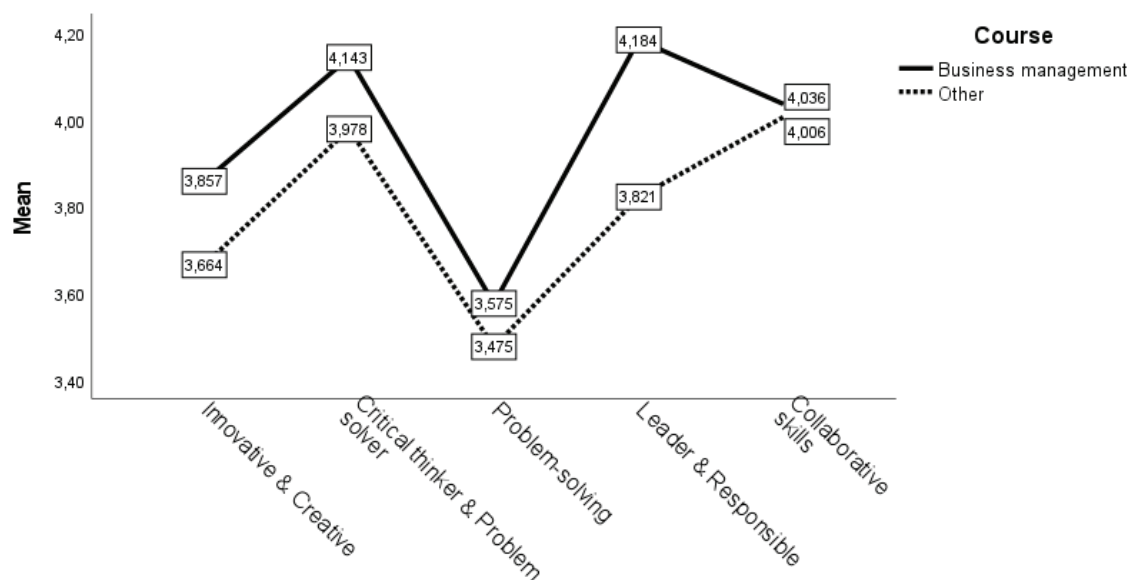 Course
Business management
Other
Mean
4,20
4,00
3,80
3,60
3,40
3,857
4,143
3,575
4,184
4,036
3,664
3,978
3,475
3,821
4,006
Innovative & Creative
Critical thinker & Problem
solver
Problem-solving
Leader & Responsible
Collaborative
skills